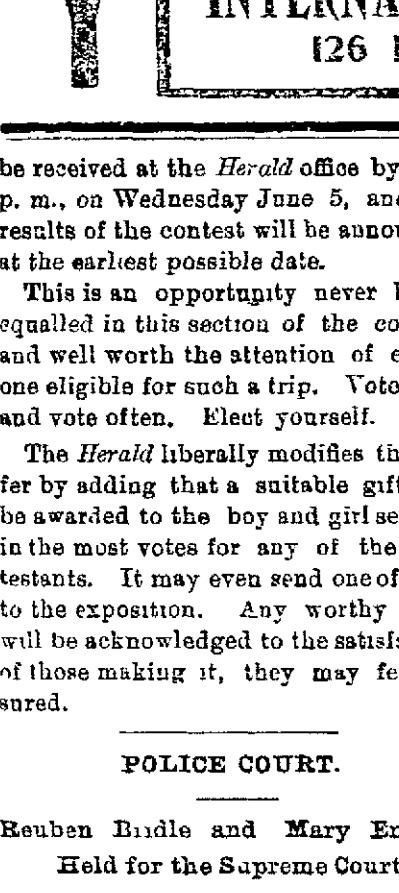 INTERNA
126
be received at the Herald office by
p. m., on Wednesday June 5, and
results of the contest will be annou
at the earliest possible date.
This is an opportunity never
equalled in this section of the co
and well worth the attention of e
one eligible for such a trip. Vote
and vote often. Elect yourself.
The Herald liberally modifies th
fer by adding that a suitable gift
be awarded to the boy and girl se
in the most votes for any of the
testants. It may even send one of
to the exposition. Any worthy
will be acknowledged to the satisf
of those making it, they may fe
sured.
POLICE COURT.
Reuben Budle and Mary Er
Held for the Supreme Court